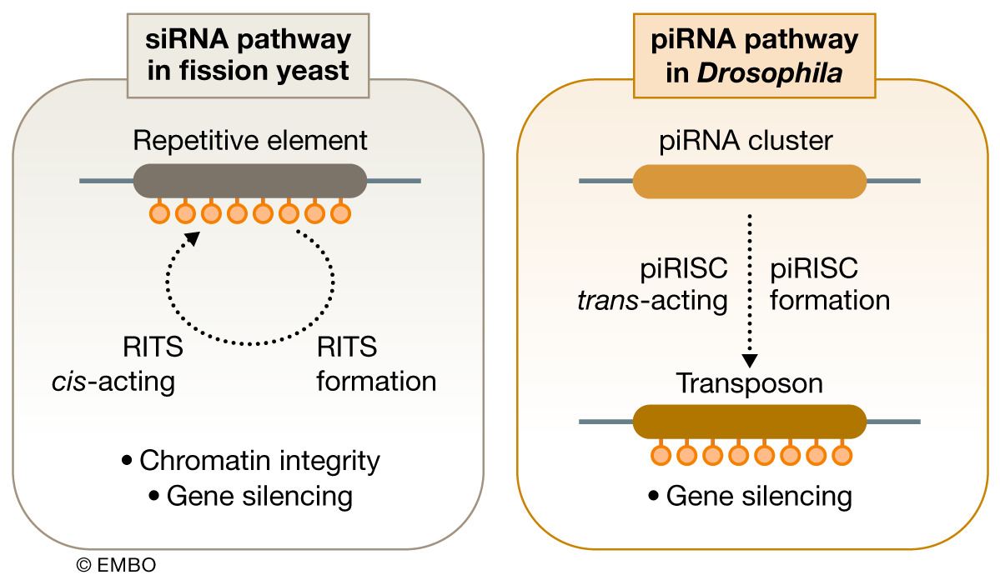 siRNA pathway
in fission yeast
Repetitive element
RITS
cis-acting
RITS
formation
• Chromatin integrity
• Gene silencing
piRNA pathway
in Drosophila
piRNA cluster
piRISC
trans-acting
piRISC
formation
Transposon
• Gene silencing
© EMBO